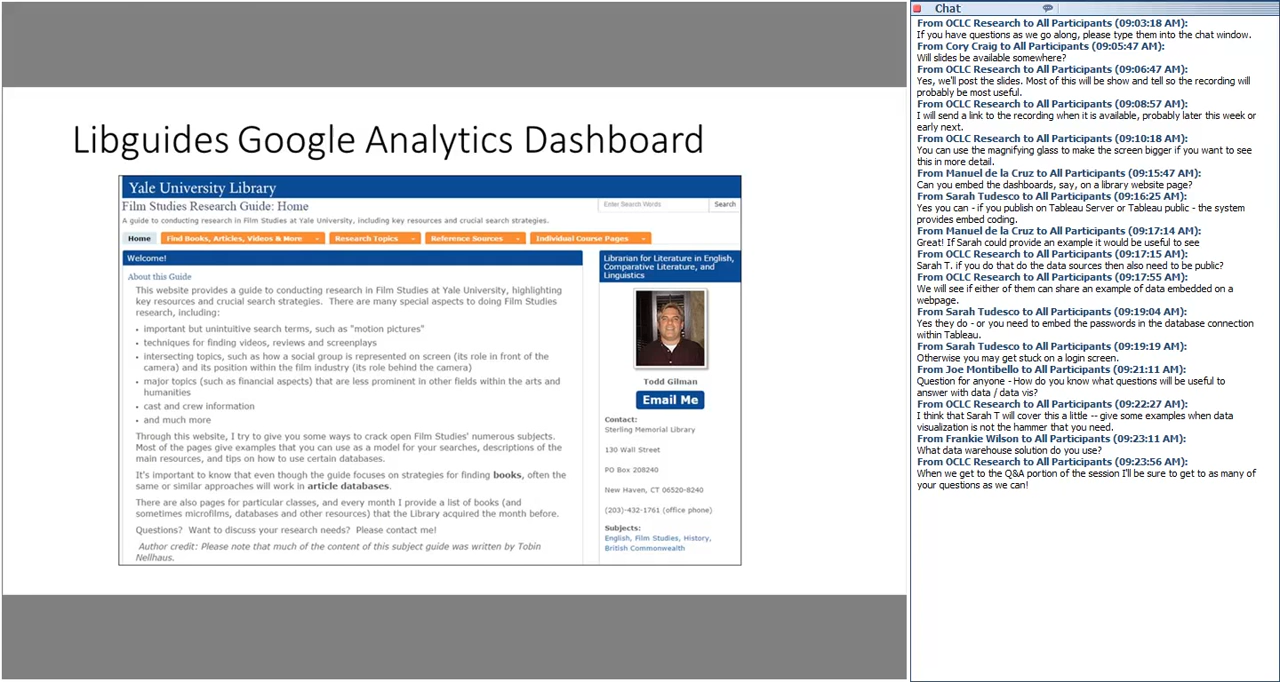 Libguides Google Analytics Dashboard
Yale University Library
Film Studies Research Guide: Home
Enter Search Words
Search
A guide to conducting research in Film Studies at Yale University, including key resources and crucial search strategies.
Home
Find Books, Articles, Videos & More
Research Topics
Reference Sources
Individual Course Pages
Welcome!
About this Guide
This website provides a guide to conducting research in Film Studies at Yale University, highlighting
key resources and crucial search strategies. There are many special aspects to doing Film Studies
research, including:
• important but unintuitive search terms, such as "motion pictures"
• techniques for finding videos, reviews and screenplays
• intersecting topics, such as how a social group is represented on screen (its role in front of the
camera) and its position within the film industry (its role behind the camera)
• major topics (such as financial aspects) that are less prominent in other fields within the arts and
humanities
• cast and crew information
• and much more
Through this website, I try to give you some ways to crack open Film Studies' numerous subjects.
Most of the pages give examples that you can use as a model for your searches, descriptions of the
main resources, and tips on how to use certain databases.
It's important to know that even though the guide focuses on strategies for finding books, often the
same or similar approaches will work in article databases.
There are also pages for particular classes, and every month I provide a list of books (and
sometimes microfilms, databases and other resources) that the Library acquired the month before.
Questions? Want to discuss your research needs? Please contact me!
Author credit: Please note that much of the content of this subject guide was written by Tobin
Nellhaus.
Librarian for Literature in English,
Comparative Literature, and
Linguistics
Todd Gilman
Email Me
Contact:
Sterling Memorial Library
130 Wall Street
PO Box 208240
New Haven, CT 06520-8240
(203)-432-1761 (office phone)
Subjects:
English, Film Studies, History,
British Commonwealth
Chat
From OCLC Research to All Participants (09:03:18 AM):
If you have questions as we go along, please type them into the chat window.
From Cory Craig to All Participants (09:05:47 AM):
Will slides be available somewhere?
From OCLC Research to All Participants (09:06:47 AM):
Yes, we'll post the slides. Most of this will be show and tell so the recording will
probably be most useful.
From OCLC Research to All Participants (09:08:57 AM):
I will send a link to the recording when it is available, probably later this week or
early next.
From OCLC Research to All Participants (09:10:18 AM):
You can use the magnifying glass to make the screen bigger if you want to see
this in more detail.
From Manuel de la Cruz to All Participants (09:15:47 AM):
Can you embed the dashboards, say, on a library website page?
From Sarah Tudesco to All Participants (09:16:25 AM):
Yes you can - if you publish on Tableau Server or Tableau public - the system
provides embed coding.
From Manuel de la Cruz to All Participants (09:17:14 AM):
Great! If Sarah could provide an example it would be useful to see
From OCLC Research to All Participants (09:17:15 AM):
Sarah T. if you do that do the data sources then also need to be public?
From OCLC Research to All Participants (09:17:55 AM):
We will see if either of them can share an example of data embedded on a
webpage.
From Sarah Tudesco to All Participants (09:19:04 AM):
Yes they do - or you need to embed the passwords in the database connection
within Tableau.
From Sarah Tudesco to All Participants (09:19:19 AM):
Otherwise you may get stuck on a login screen.
From Joe Montibello to All Participants (09:21:11 AM):
Question for anyone - How do you know what questions will be useful to
answer with data / data vis?
From OCLC Research to All Participants (09:22:27 AM):
I think that Sarah T will cover this a little -- give some examples when data
visualization is not the hammer that you need.
From Frankie Wilson to All Participants (09:23:11 AM):
What data warehouse solution do you use?
From OCLC Research to All Participants (09:23:56 AM):
When we get to the Q&A portion of the session I'll be sure to get to as many of
your questions as we can!